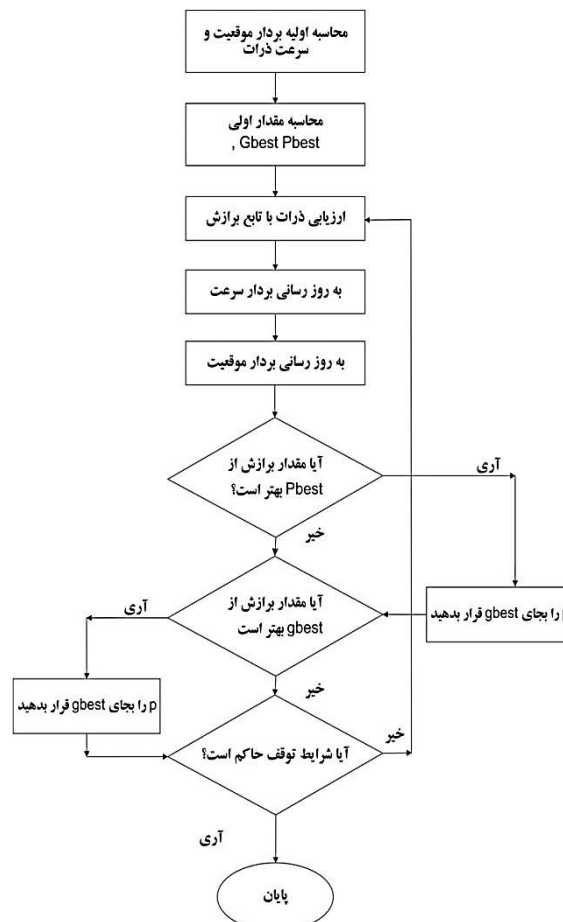 محاسبه اولیه بردار موقعیت و
سرعت ذرات
محاسبه مقدار اولی
, Gbest Pbest
ارزیابی ذرات با تابع برازش
به روز رسانی بردار سرعت
به روز رسانی بردار موقعیت
آیا مقدار برازش از
Pbest بهتر است؟
آری
خیر
آیا مقدار برازش از
gbest بهتر است
آری
را بجای gbest قرار بدهید
خیر
p را بجای gbest قرار بدهید
خیر
آیا شرایط توقف حاکم است؟
آری
پایان